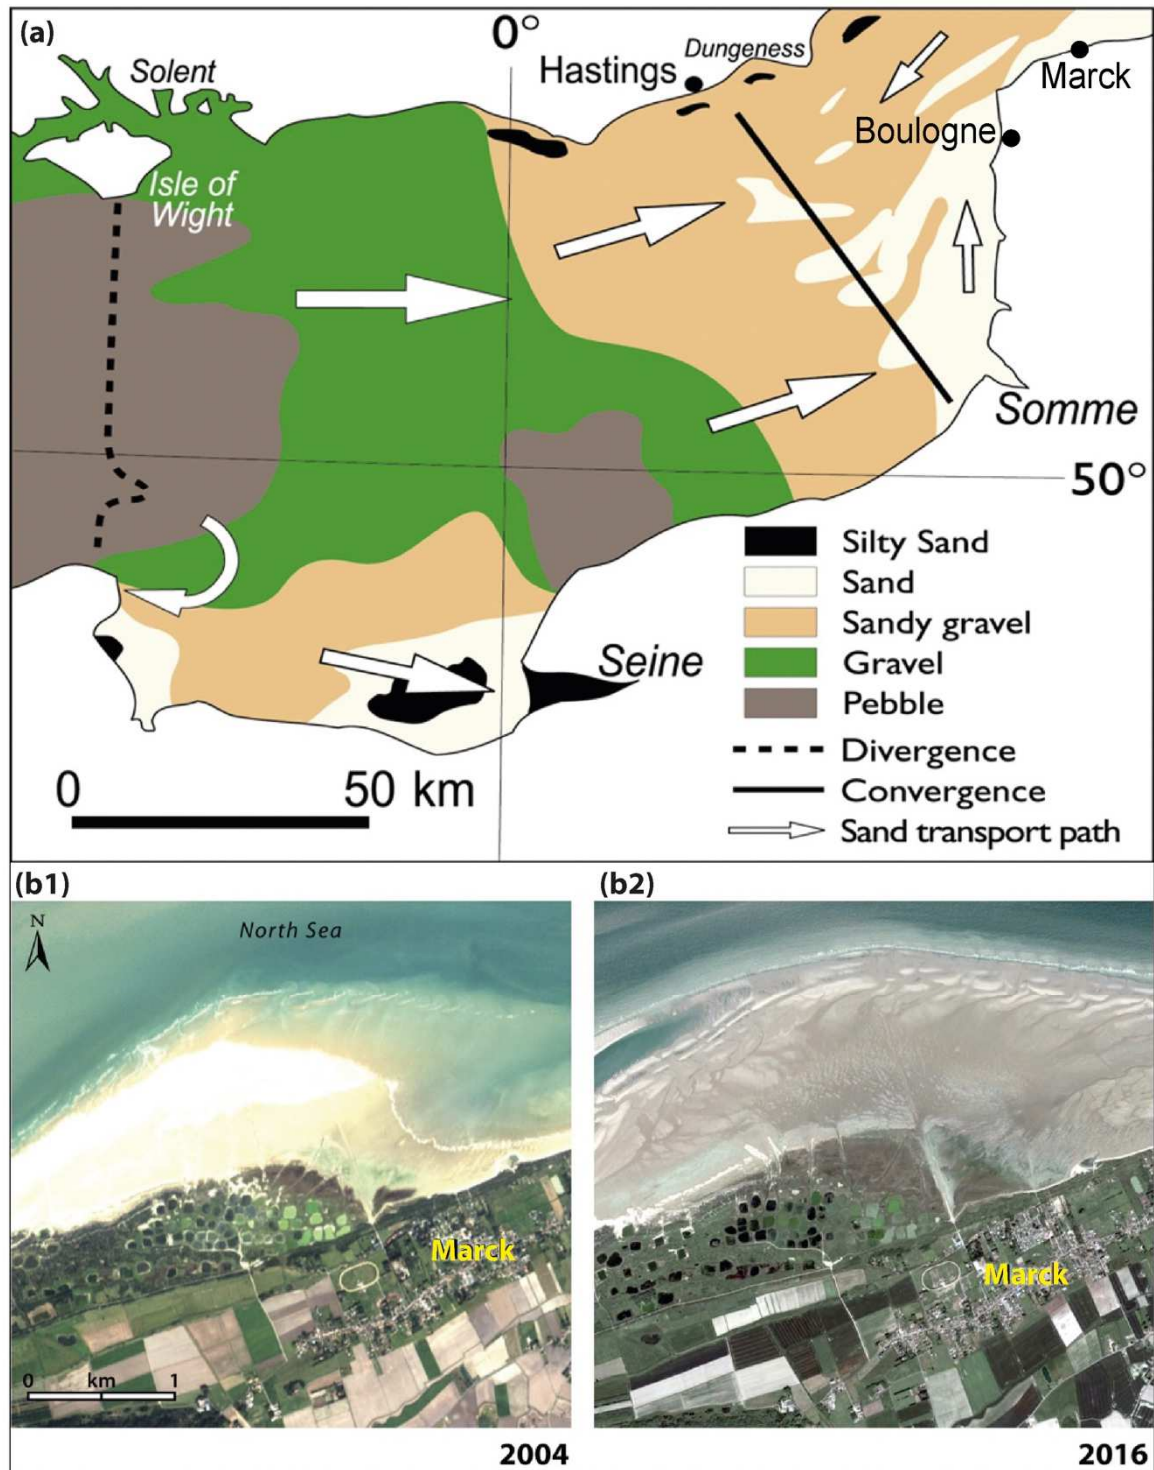 (a)
0°
Solent
Hastings
Dungeness
Marck
Boulogne
Isle of
Wight
Somme
50°
Silty Sand
Sand
Sandy gravel
Gravel
Pebble
Divergence
Convergence
Sand transport path
Seine
0 50 km
(b1)
(b2)
N
North Sea
Marck
Marck
0 km 1
2004
2016